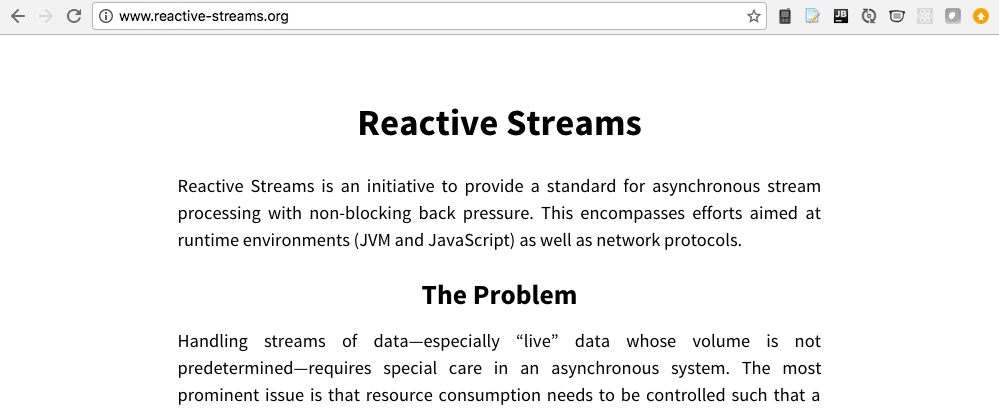 www.reactive-streams.org
JB
Reactive Streams
Reactive Streams is an initiative to provide a standard for asynchronous stream
processing with non-blocking back pressure. This encompasses efforts aimed at
runtime environments (JVM and JavaScript) as well as network protocols.
The Problem
Handling streams of data—especially “live” data whose volume is not
predetermined—requires special care in an asynchronous system. The most
prominent issue is that resource consumption needs to be controlled such that a